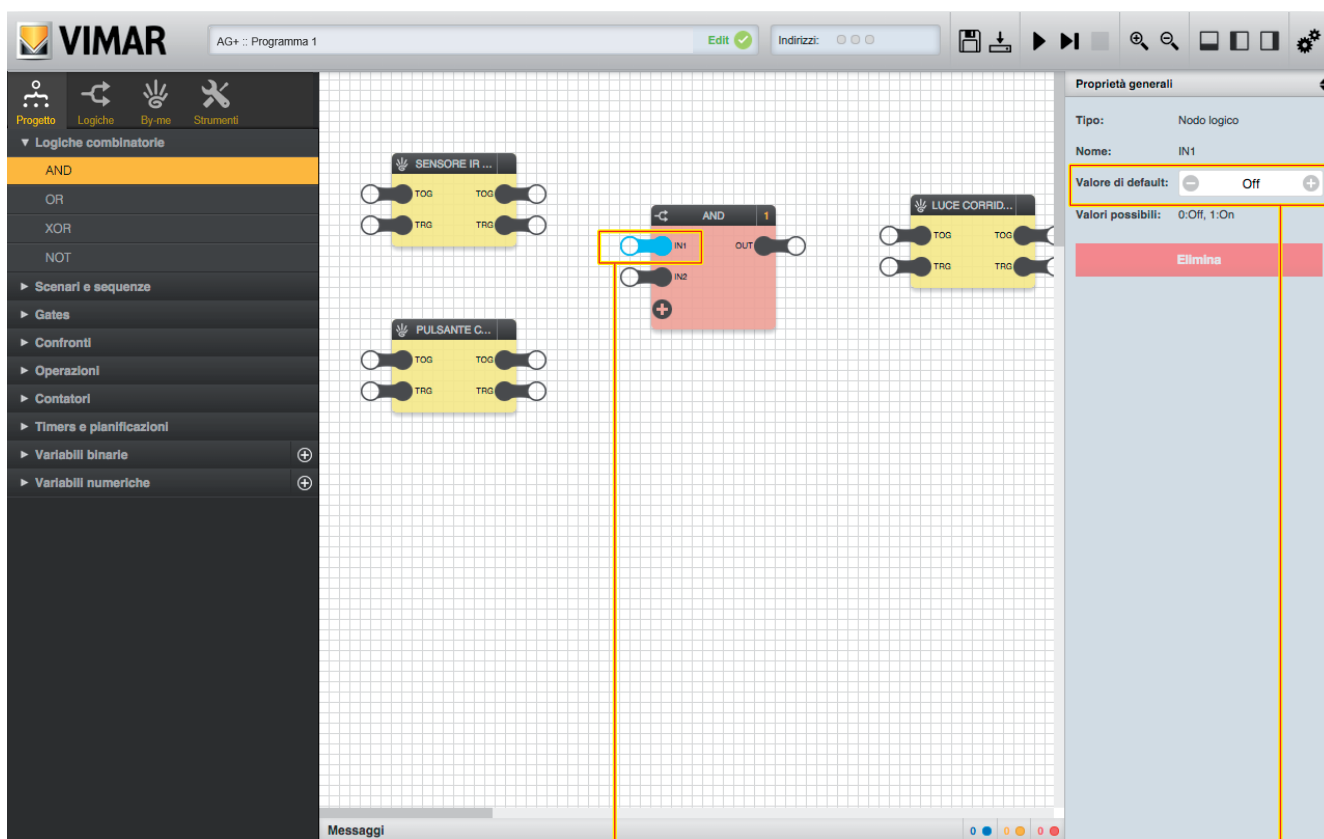 VIMAR
AG+ :: Programma 1
Edit
Indirizzi:
Progetto
Logiche
By-me
Strumenti
Logiche combinatorie
AND
OR
XOR
NOT
Scenari e sequenze
Gates
Confronti
Operazioni
Contatori
Timers e pianificazioni
Variabili binarie
Variabili numeriche
SENSORE IR ...
TOG TOG
TRG TRG
PULSANTE C...
TOG TOG
TRG TRG
AND 1
IN1 OUT
IN2
LUCE CORRID...
TOG TOG
TRG TRG
Messaggi
0 0 0
Proprietà generali
Tipo: Nodo logico
Nome: IN1
Valore di default: Off
Valori possibili: 0:Off, 1:On
Elimina